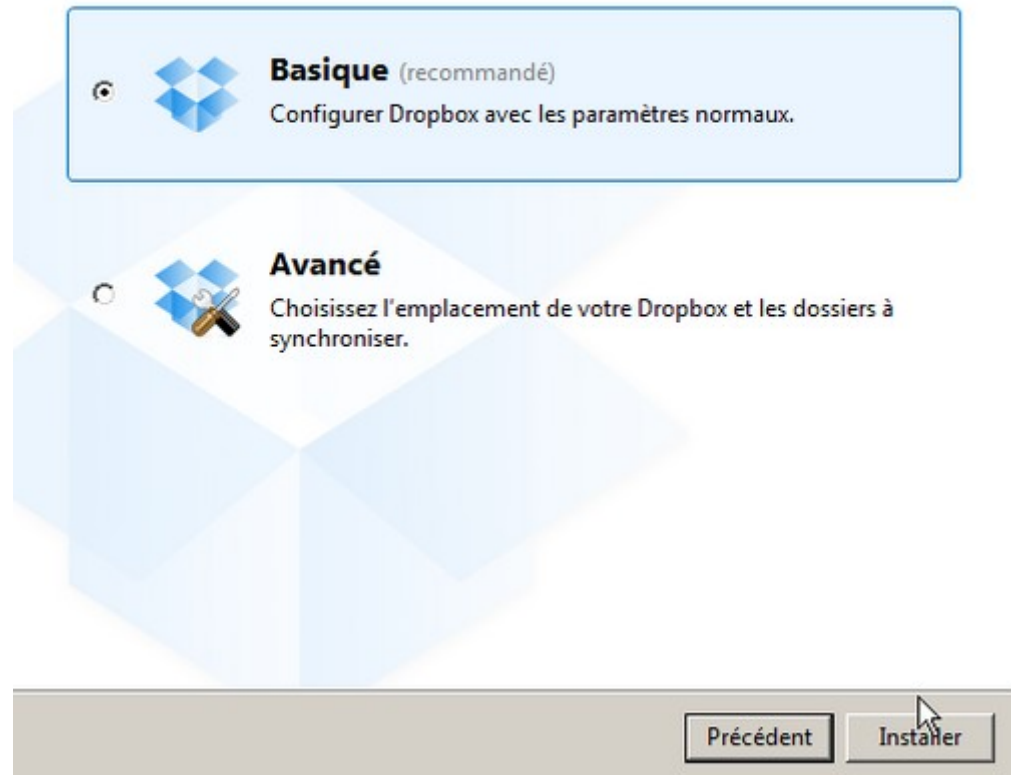 Basique (recommandé)
Configurer Dropbox avec les paramètres normaux.
Avancé
Choisissez l'emplacement de votre Dropbox et les dossiers à
synchroniser.
Précédent
Installer